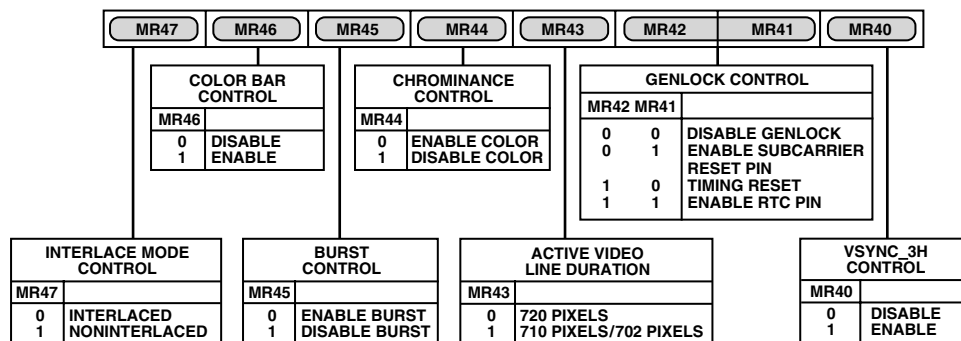 MR47 MR46 MR45 MR44 MR43 MR42 MR41 MR40
COLOR BAR
CONTROL
MR46
0 DISABLE
1 ENABLE
CHROMINANCE
CONTROL
MR44
0 ENABLE COLOR
1 DISABLE COLOR
GENLOCK CONTROL
MR42 MR41
0 0 DISABLE GENLOCK
0 1 ENABLE SUBCARRIER
RESET PIN
1 0 TIMING RESET
1 1 ENABLE RTC PIN
INTERLACE MODE
CONTROL
MR47
0 INTERLACED
1 NONINTERLACED
BURST
CONTROL
MR45
0 ENABLE BURST
1 DISABLE BURST
ACTIVE VIDEO
LINE DURATION
MR43
0 720 PIXELS
1 710 PIXELS/702 PIXELS
VSYNC_3H
CONTROL
MR40
0 DISABLE
1 ENABLE